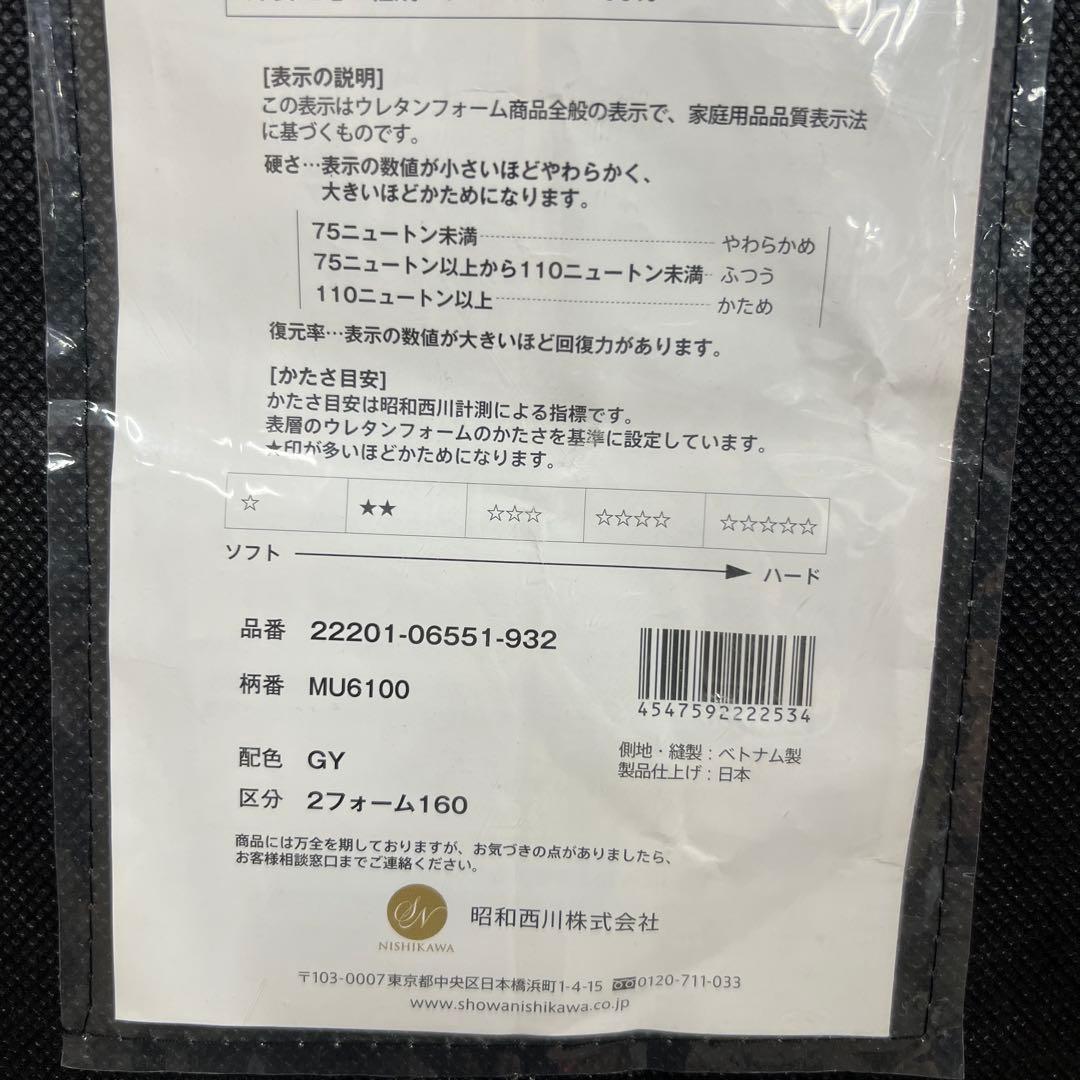 [表示の説明]
この表示はウレタンフォーム商品全般の表示で、家庭用品品質表示法
に基づくものです。
硬さ…表示の数値が小さいほどやわらかく、
大きいほどかためになります。
75ニュートン未満 やわらかめ
75ニュートン以上から110ニュートン未満 ふつう
110ニュートン以上 かため
復元率…表示の数値が大きいほど回復力があります。
[かたさ目安]
かたさ目安は昭和西川計測による指標です。
表層のウレタンフォームのかたさを基準に設定しています。
★印が多いほどかためになります。
☆ ★★ ☆☆☆ ☆☆☆☆ ☆☆☆☆☆
ソフト ハード
品番 22201-06551-932
柄番 MU6100
4547592222534
配色 GY
側地・縫製:ベトナム製
製品仕上げ:日本
区分 2フォーム160
商品には万全を期しておりますが、お気づきの点がありましたら、
お客様相談窓口までご連絡ください。
SN
NISHIKAWA
昭和西川株式会社
〒103-0007東京都中央区日本橋浜町1-4-15 0120-711-033
www.showanishikawa.co.jp